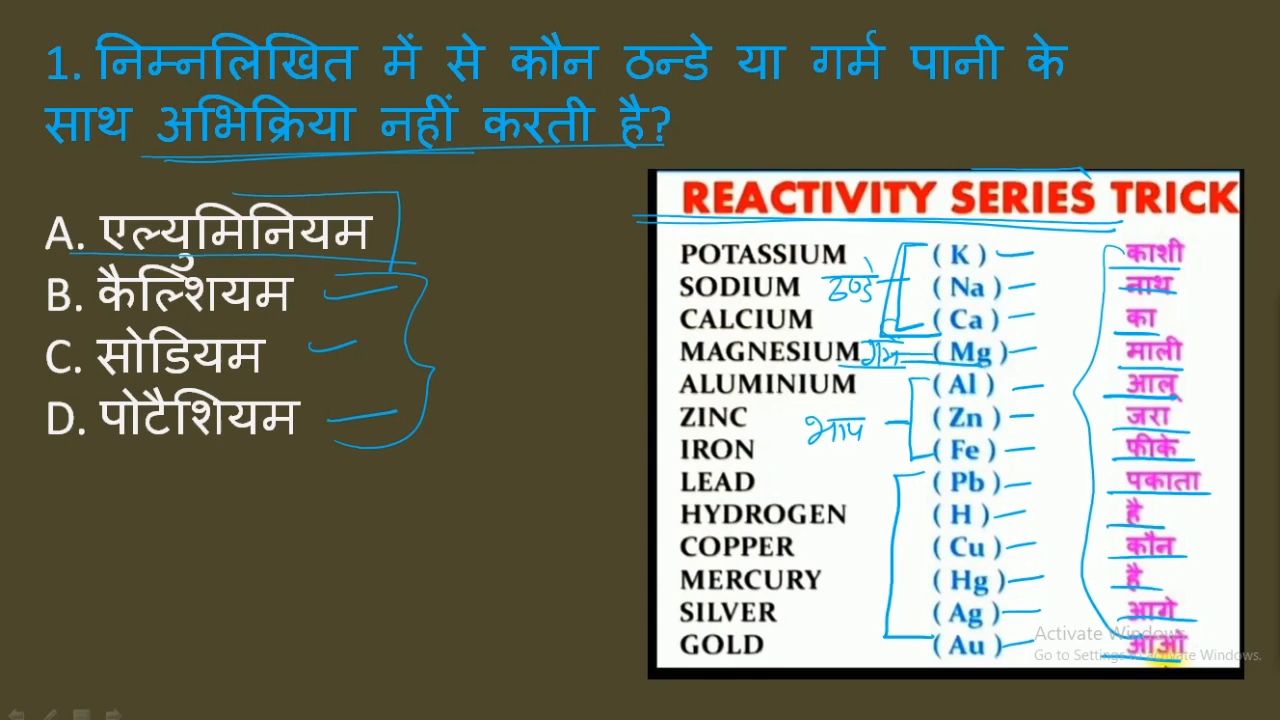 1. निम्नलिखित में से कौन ठन्डे या गर्म पानी के
साथ अभिक्रिया नहीं करती है?
A. एल्युमिनियम
B. कैल्शियम
C. सोडियम
D. पोटैशियम
REACTIVITY SERIES TRICK
POTASSIUM ( K ) काशी
SODIUM ठण्डे ( Na ) नाथ
CALCIUM ( Ca ) का
MAGNESIUM गर्म ( Mg ) माली
ALUMINIUM ( Al ) आलू
ZINC भाप ( Zn ) जरा
IRON ( Fe ) फीके
LEAD ( Pb ) पकाता
HYDROGEN ( H ) है
COPPER ( Cu ) कौन
MERCURY ( Hg ) है
SILVER ( Ag ) आगे
GOLD ( Au ) आओ
Activate Windows
Go to Settings to activate Windows.